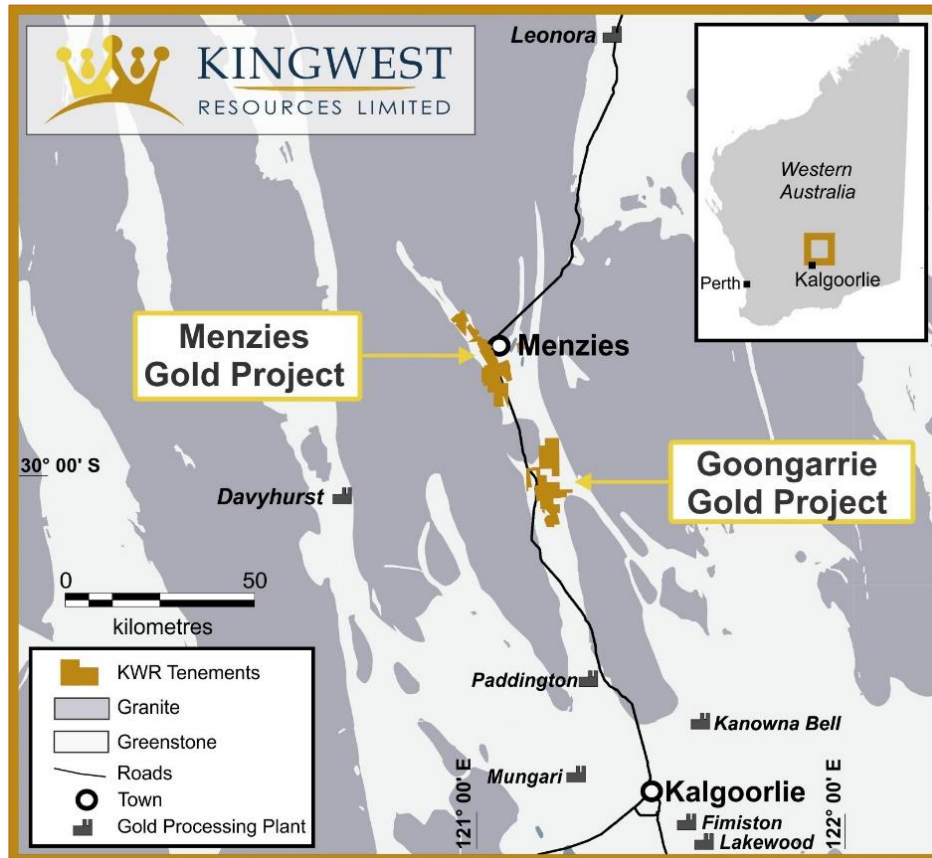 KINGWEST
RESOURCES LIMITED
Leonora
Western
Australia
Perth
Kalgoorlie
Menzies
Gold Project
Menzies
30° 00' S
Davyhurst
Goongarrie
Gold Project
0 50
kilometres
KWR Tenements
Granite
Greenstone
Roads
Town
Gold Processing Plant
Paddington
Kanowna Bell
Mungari
121° 00' E
Kalgoorlie
122° 00' E
Fimiston
Lakewood